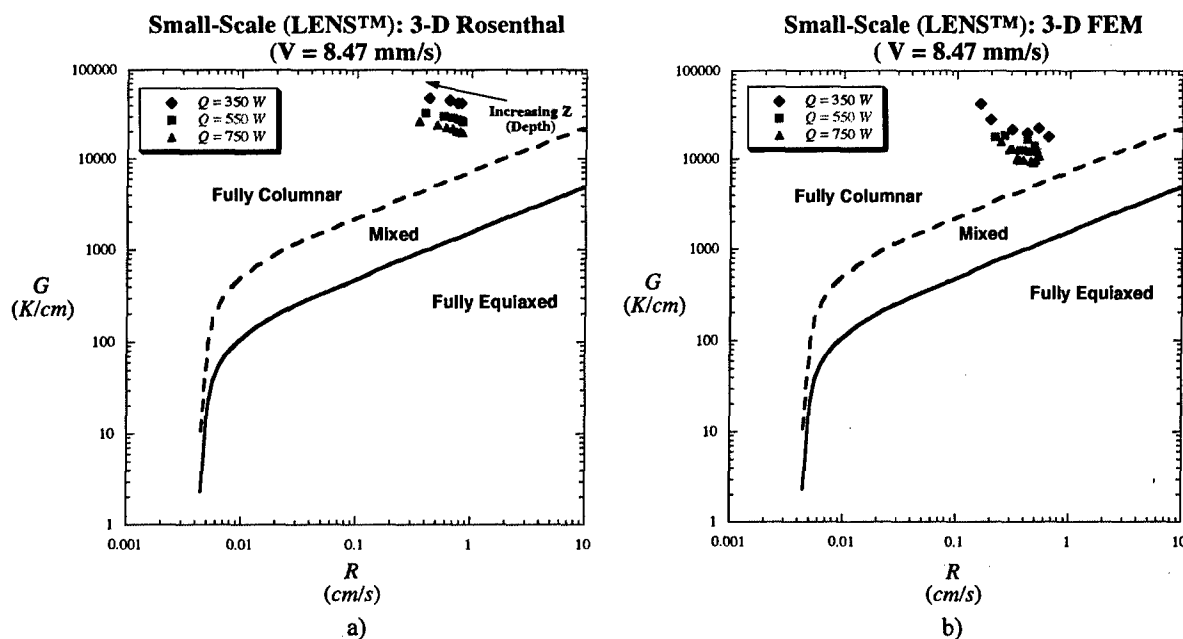 Small-Scale (LENS™): 3-D Rosenthal
(V = 8.47 mm/s)
100000
10000
1000
100
10
1
G
(K/cm)
Q = 350 W
Q = 550 W
Q = 750 W
Increasing Z
(Depth)
Fully Columnar
Mixed
Fully Equiaxed
0.001
0.01
0.1
1
10
R
(cm/s)
a)
Small-Scale (LENS™): 3-D FEM
( V = 8.47 mm/s)
100000
10000
1000
100
10
1
G
(K/cm)
Q = 350 W
Q = 550 W
Q = 750 W
Fully Columnar
Mixed
Fully Equiaxed
0.001
0.01
0.1
1
10
R
(cm/s)
b)